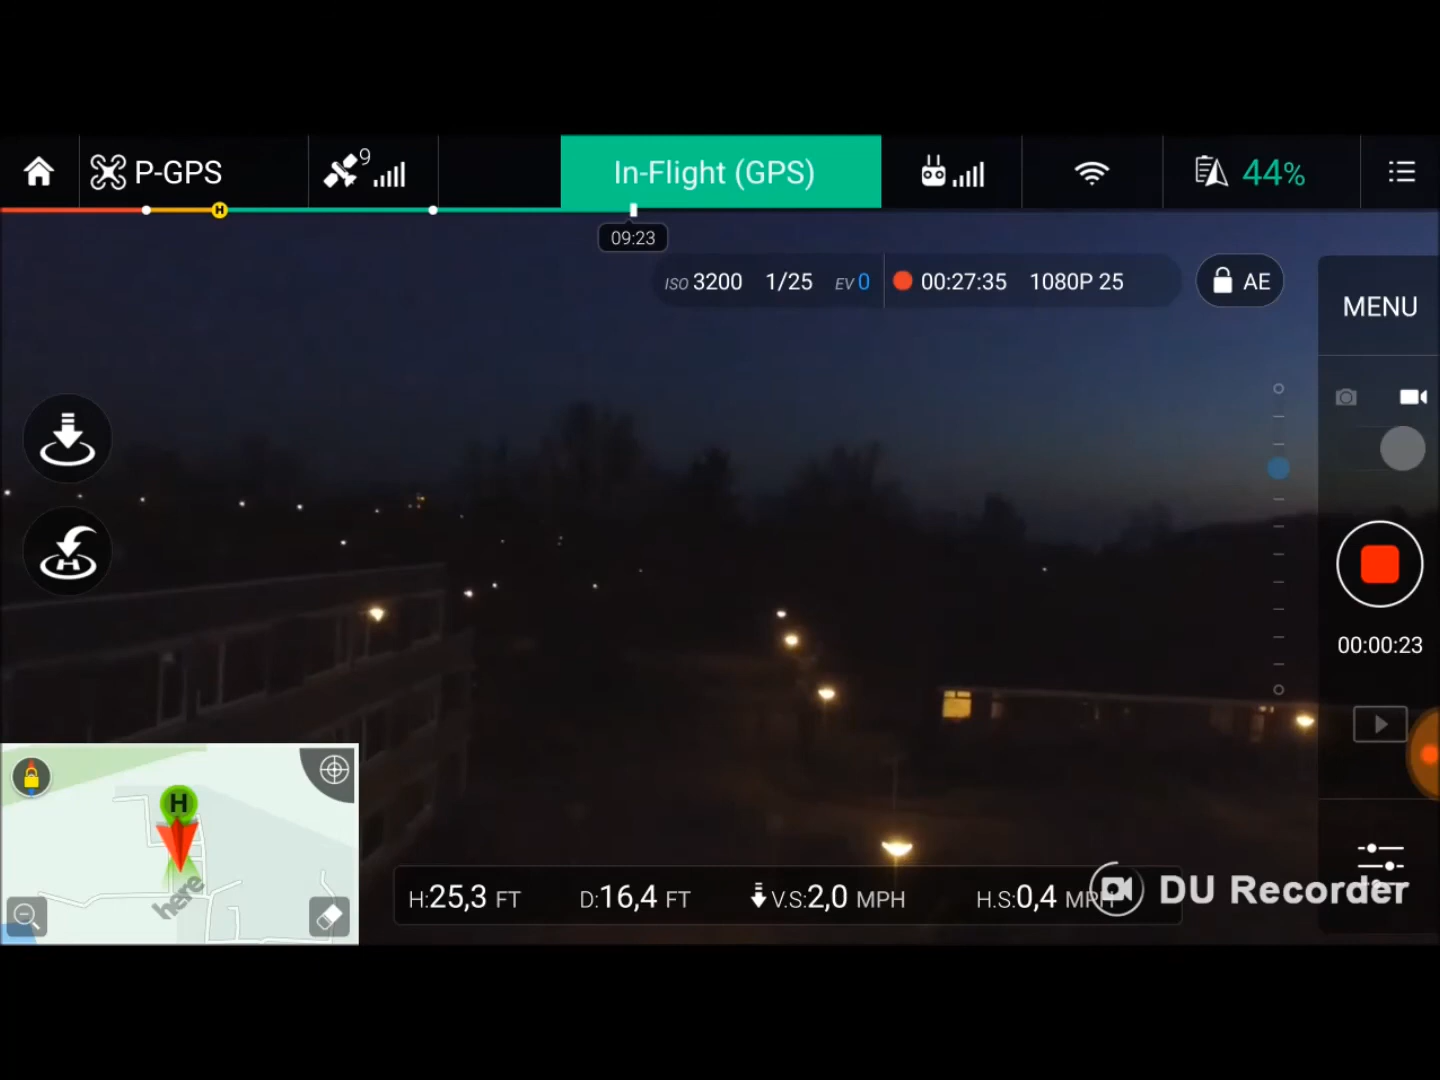 P-GPS
9
In-Flight (GPS)
44%
H
09:23
ISO 3200 1/25 EV 0 00:27:35 1080P 25
AE
MENU
H
00:00:23
H
here
H:25,3 FT D:16,4 FT V.S:2,0 MPH H.S:0,4 MPH
DU Recorder